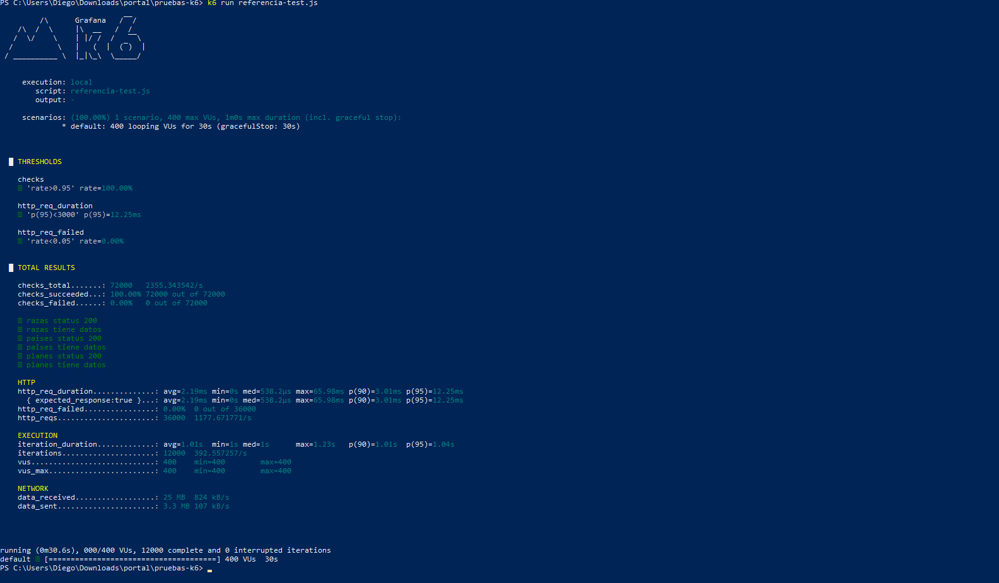 PS C:\Users\Diego\Downloads\portal\pruebas-k6> k6 run referencia-test.js
Grafana
execution: local
script: referencia-test.js
output: -
scenarios: (100.00%) 1 scenario, 400 max VUs, 1m0s max duration (incl. graceful stop):
* default: 400 looping VUs for 30s (gracefulStop: 30s)
THRESHOLDS
checks
'rate>0.95' rate=100.00%
http_req_duration
'p(95)<3000' p(95)=12.25ms
http_req_failed
'rate<0.05' rate=0.00%
TOTAL RESULTS
checks_total.......: 72000 2355.343542/s
checks_succeeded...: 100.00% 72000 out of 72000
checks_failed......: 0.00% 0 out of 72000
razas status 200
razas tiene datos
paises status 200
paises tiene datos
planes status 200
planes tiene datos
HTTP
http_req_duration..............: avg=2.19ms min=0s med=538.2µs max=65.98ms p(90)=3.01ms p(95)=12.25ms
{ expected_response:true }...: avg=2.19ms min=0s med=538.2µs max=65.98ms p(90)=3.01ms p(95)=12.25ms
http_req_failed................: 0.00% 0 out of 36000
http_reqs......................: 36000 1177.671771/s
EXECUTION
iteration_duration.............: avg=1.01s min=1s med=1s max=1.23s p(90)=1.01s p(95)=1.04s
iterations.....................: 12000 392.557257/s
vus............................: 400 min=400 max=400
vus_max........................: 400 min=400 max=400
NETWORK
data_received..................: 25 MB 824 kB/s
data_sent......................: 3.3 MB 107 kB/s
running (0m30.6s), 000/400 VUs, 12000 complete and 0 interrupted iterations
default [======================================] 400 VUs 30s
PS C:\Users\Diego\Downloads\portal\pruebas-k6>